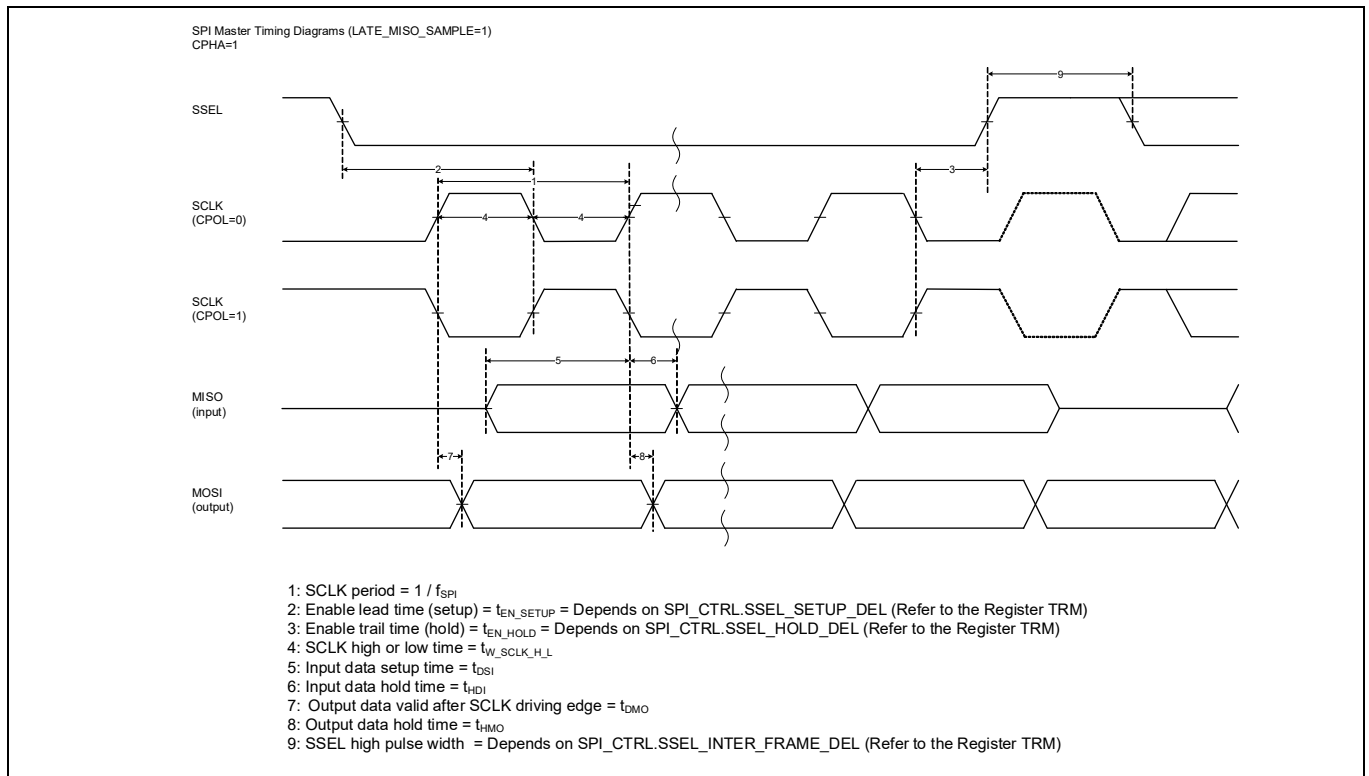 SPI Master Timing Diagrams (LATE_MISO_SAMPLE=1)
CPHA=1
9
SSEL
2
3
1
SCLK
(CPOL=0)
4
4
SCLK
(CPOL=1)
5
6
MISO
(input)
7
8
MOSI
(output)
1: SCLK period = 1 / fSPI
2: Enable lead time (setup) = tEN_SETUP = Depends on SPI_CTRL.SSEL_SETUP_DEL (Refer to the Register TRM)
3: Enable trail time (hold) = tEN_HOLD = Depends on SPI_CTRL.SSEL_HOLD_DEL (Refer to the Register TRM)
4: SCLK high or low time = tW_SCLK_H_L
5: Input data setup time = tDSI
6: Input data hold time = tHDI
7: Output data valid after SCLK driving edge = tDMO
8: Output data hold time = tHMO
9: SSEL high pulse width = Depends on SPI_CTRL.SSEL_INTER_FRAME_DEL (Refer to the Register TRM)